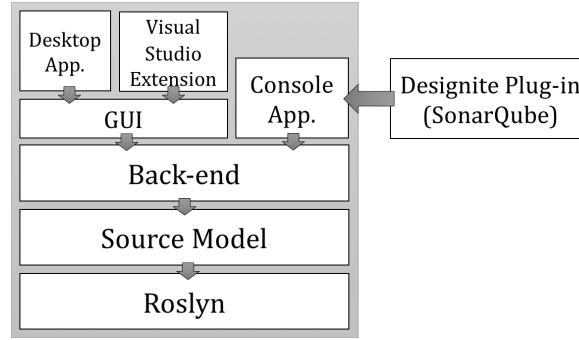 Desktop
App.
Visual
Studio
Extension
Console
App.
Designite Plug-in
(SonarQube)
GUI
Back-end
Source Model
Roslyn